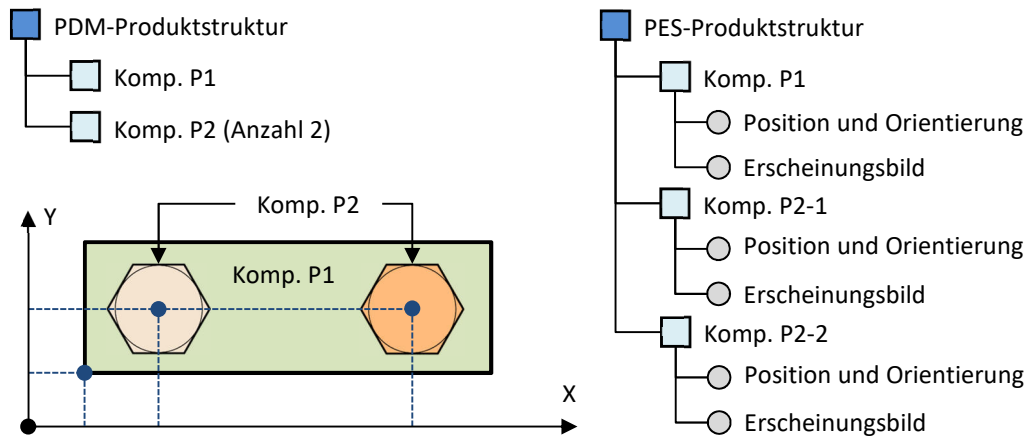 PDM-Produktstruktur
Komp. P1
Komp. P2 (Anzahl 2)
Y
Komp. P2
Komp. P1
X
PES-Produktstruktur
Komp. P1
Position und Orientierung
Erscheinungsbild
Komp. P2-1
Position und Orientierung
Erscheinungsbild
Komp. P2-2
Position und Orientierung
Erscheinungsbild